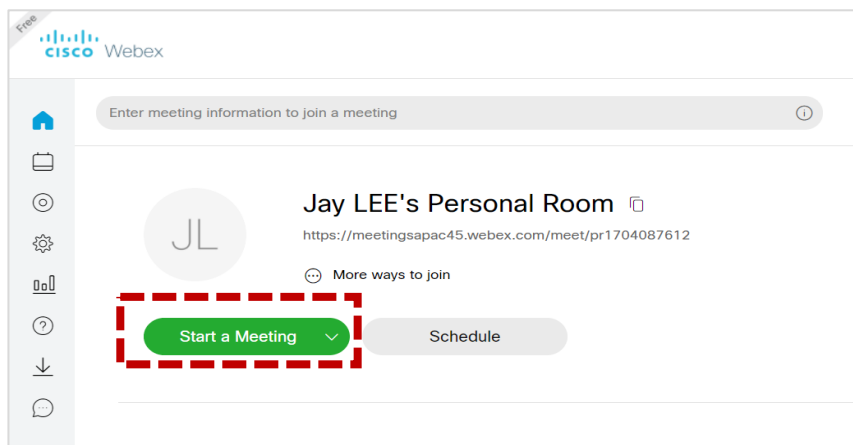 Free
CISCO Webex
Enter meeting information to join a meeting
JL
Jay LEE's Personal Room
https://meetingsapac45.webex.com/meet/pr1704087612
More ways to join
Start a Meeting
Schedule